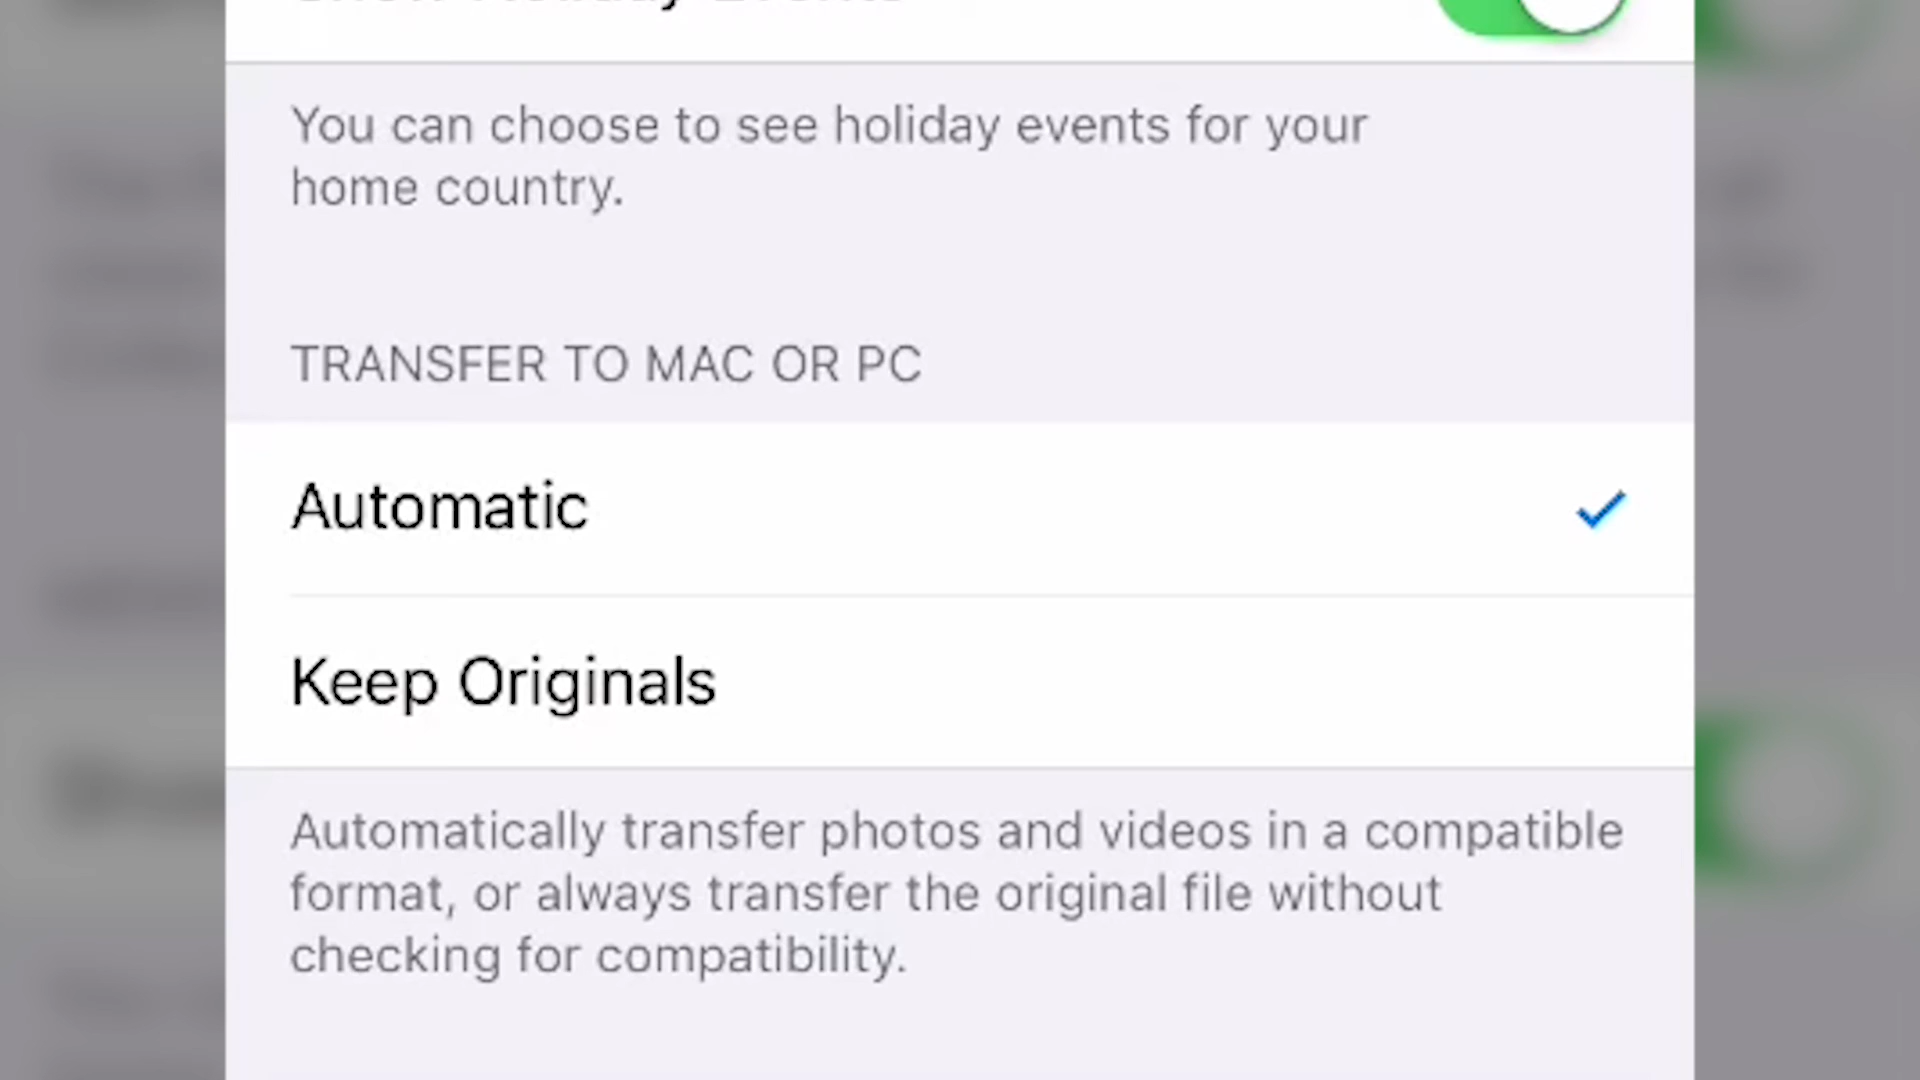 You can choose to see holiday events for your
home country.
TRANSFER TO MAC OR PC
Automatic
Keep Originals
Automatically transfer photos and videos in a compatible
format, or always transfer the original file without
checking for compatibility.